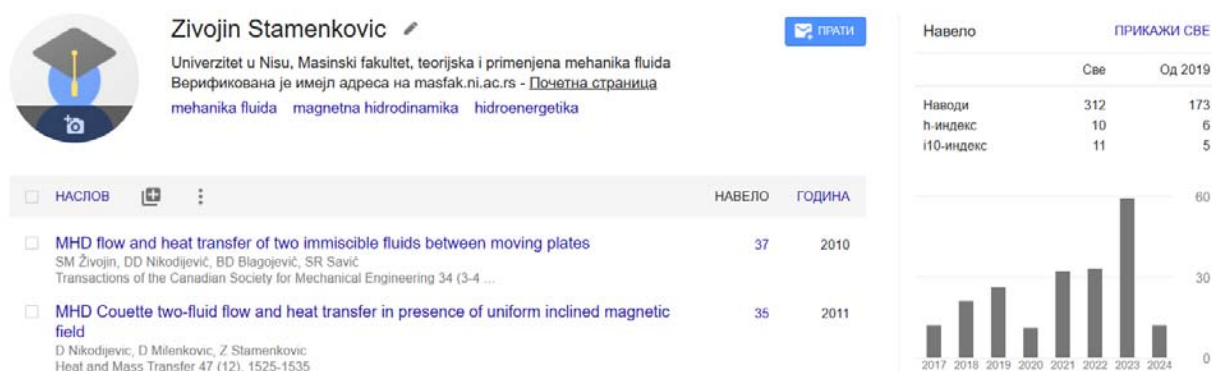 Zivojin Stamenkovic
ПРАТИ
Univerzitet u Nisu, Masinski fakultet, teorijska i primenjena mehanika fluida
Верификована је имејл адреса на masfak.ni.ac.rs - Почетна страница
mehanika fluida magnetna hidrodinamika hidroenergetika
НАСЛОВ НАВЕЛО ГОДИНА
MHD flow and heat transfer of two immiscible fluids between moving plates 37 2010
SM Živojin, DD Nikodijević, BD Blagojević, SR Savić
Transactions of the Canadian Society for Mechanical Engineering 34 (3-4 ...
MHD Couette two-fluid flow and heat transfer in presence of uniform inclined magnetic 35 2011
field
D Nikodijevic, D Milenkovic, Z Stamenkovic
Heat and Mass Transfer 47 (12), 1525-1535
Навело ПРИКАЖИ СВЕ
Све Од 2019
Наводи 312 173
h-индекс 10 6
i10-индекс 11 5
60
30
0
2017 2018 2019 2020 2021 2022 2023 2024